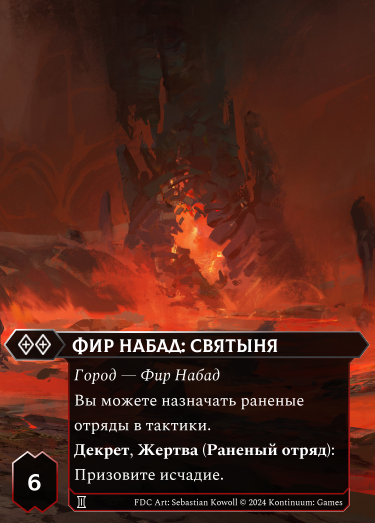 ФИР НАБАД: СВЯТЫНЯ
Город — Фир Набад
Вы можете назначать раненые
отряды в тактики.
Декрет, Жертва (Раненый отряд):
Призовите исчадие.
6
FDC Art: Sebastian Kowoll © 2024 Kontinuum: Games